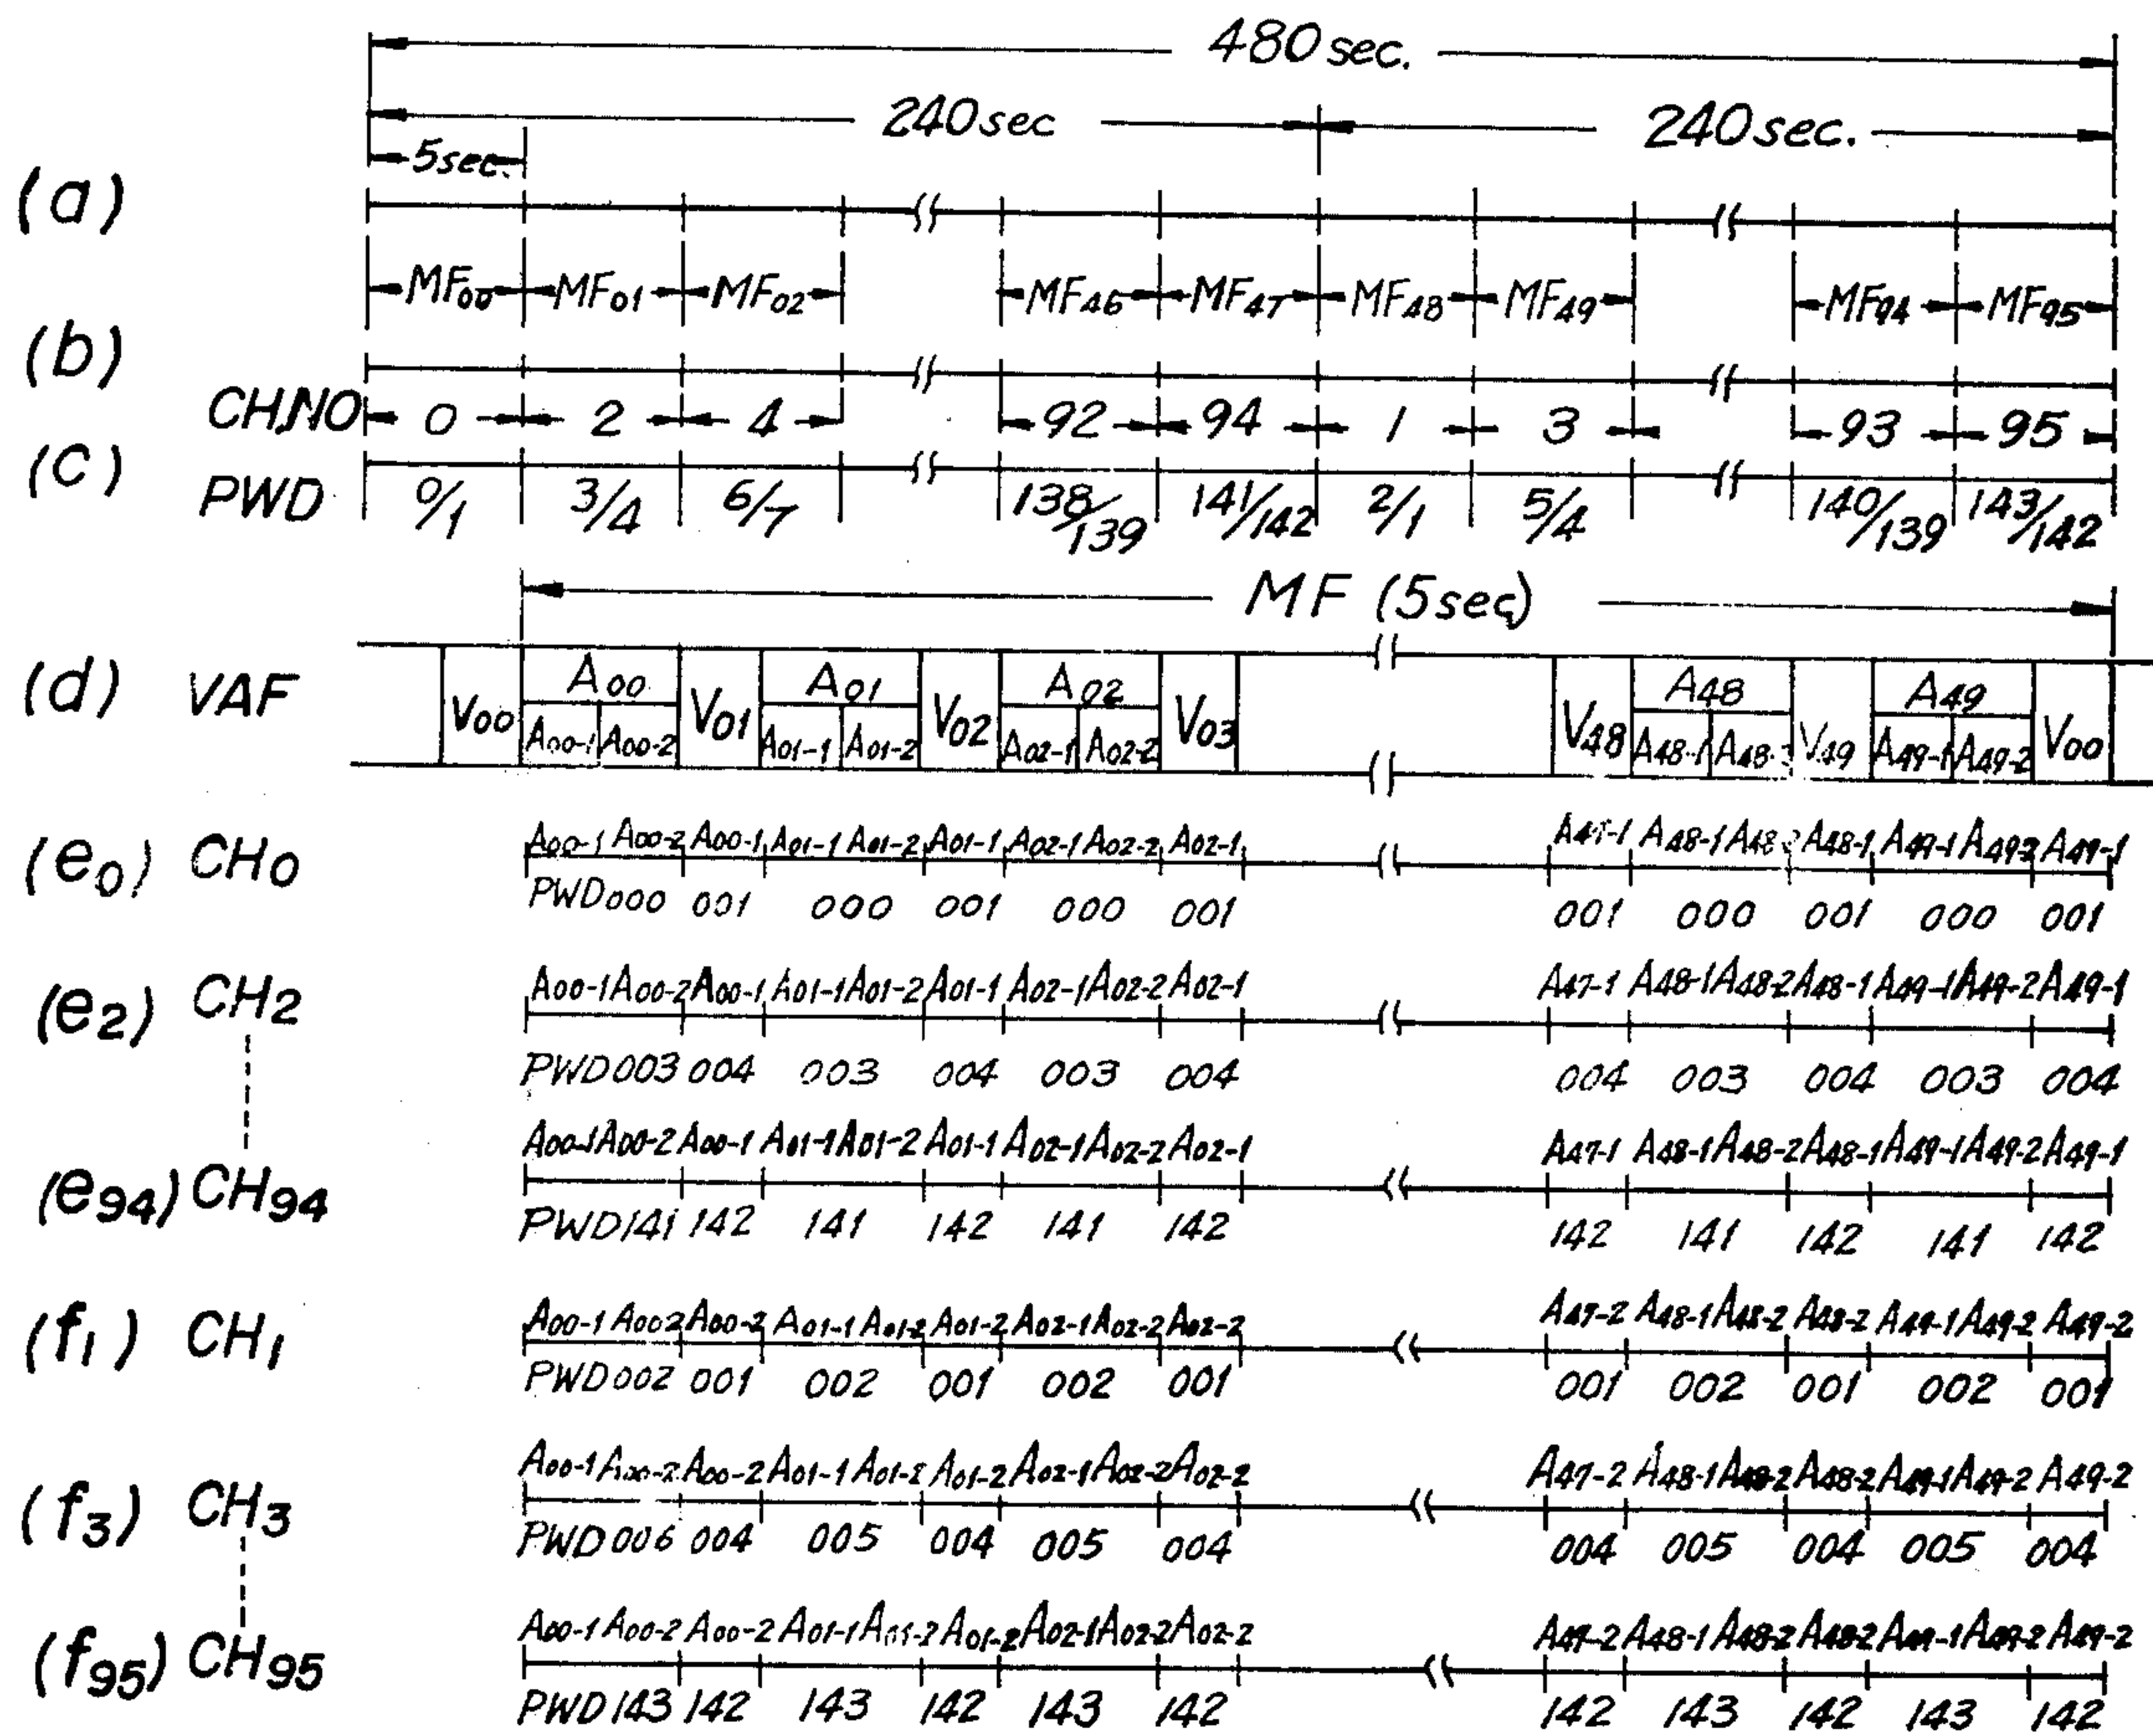 480 sec.
240 sec 240 sec.
5sec.
(a)
MF00 MF01 MF02 MF46 MF47 MF48 MF49 MF94 MF95
(b)
CH.NO 0 2 4 92 94 1 3 93 95
(c) PWD 0/1 3/4 6/7 138/139 141/142 2/1 5/4 140/139 143/142
MF (5sec)
(d) VAF V00 A00 V01 A01 V02 A02 V03 V48 A48 V49 A49 V00
A00-1 A00-2 A01-1 A01-2 A02-1 A02-2 A48-1 A48-2 A49-1 A49-2
(e0) CH0 A00-1 A00-2 A00-1 A01-1 A01-2 A01-1 A02-1 A02-2 A02-1 A47-1 A48-1 A48-2 A48-1 A49-1 A49-2 A49-1
PWD000 001 000 001 000 001 001 000 001 000 001
(e2) CH2 A00-1 A00-2 A00-1 A01-1 A01-2 A01-1 A02-1 A02-2 A02-1 A47-1 A48-1 A48-2 A48-1 A49-1 A49-2 A49-1
PWD003 004 003 004 003 004 004 003 004 003 004
(e94) CH94 A00-1 A00-2 A00-1 A01-1 A01-2 A01-1 A02-1 A02-2 A02-1 A47-1 A48-1 A48-2 A48-1 A49-1 A49-2 A49-1
PWD141 142 141 142 141 142 142 141 142 141 142
(f1) CH1 A00-1 A002 A00-2 A01-1 A01-2 A01-2 A02-1 A02-2 A02-2 A47-2 A48-1 A48-2 A48-2 A49-1 A49-2 A49-2
PWD002 001 002 001 002 001 001 002 001 002 001
(f3) CH3 A00-1 A00-2 A00-2 A01-1 A01-2 A01-2 A02-1 A02-2 A02-2 A47-2 A48-1 A48-2 A48-2 A49-1 A49-2 A49-2
PWD006 004 005 004 005 004 004 005 004 005 004
(f95) CH95 A00-1 A00-2 A00-2 A01-1 A01-2 A01-2 A02-1 A02-2 A02-2 A47-2 A48-1 A48-2 A48-2 A49-1 A49-2 A49-2
PWD143 142 143 142 143 142 142 143 142 143 142